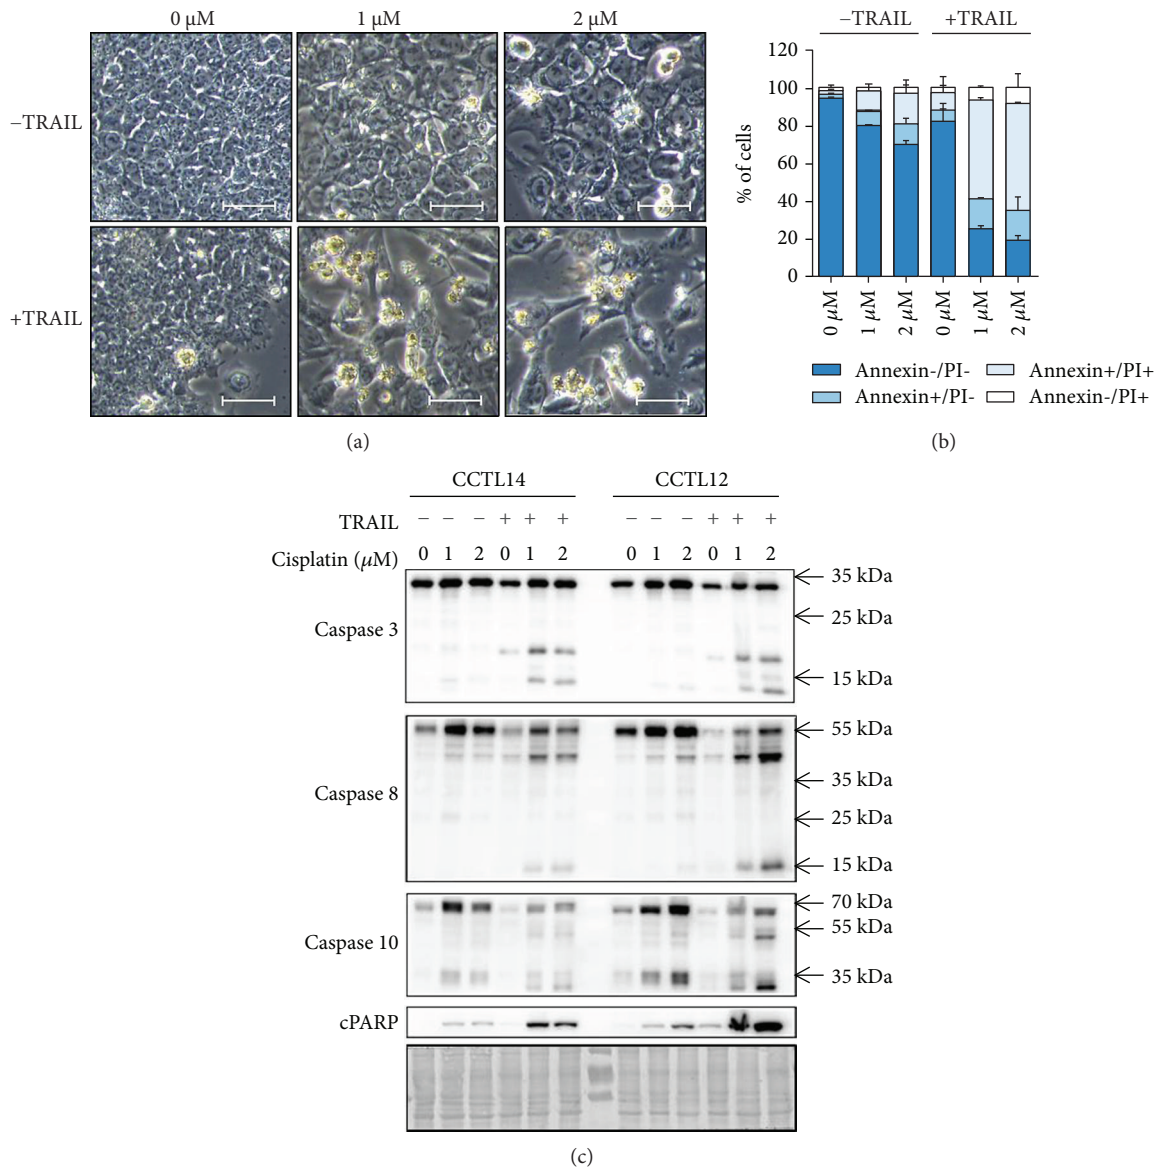 0 µM 1 µM 2 µM
−TRAIL
+TRAIL
(a)
−TRAIL +TRAIL
% of cells
120
100
80
60
40
20
0
0 µM 1 µM 2 µM 0 µM 1 µM 2 µM
Annexin-/PI- Annexin+/PI+
Annexin+/PI- Annexin-/PI+
(b)
CCTL14 CCTL12
TRAIL − − − + + + − − − + + +
Cisplatin (µM) 0 1 2 0 1 2 0 1 2 0 1 2
Caspase 3
35 kDa
25 kDa
15 kDa
Caspase 8
55 kDa
35 kDa
25 kDa
15 kDa
Caspase 10
70 kDa
55 kDa
35 kDa
cPARP
(c)